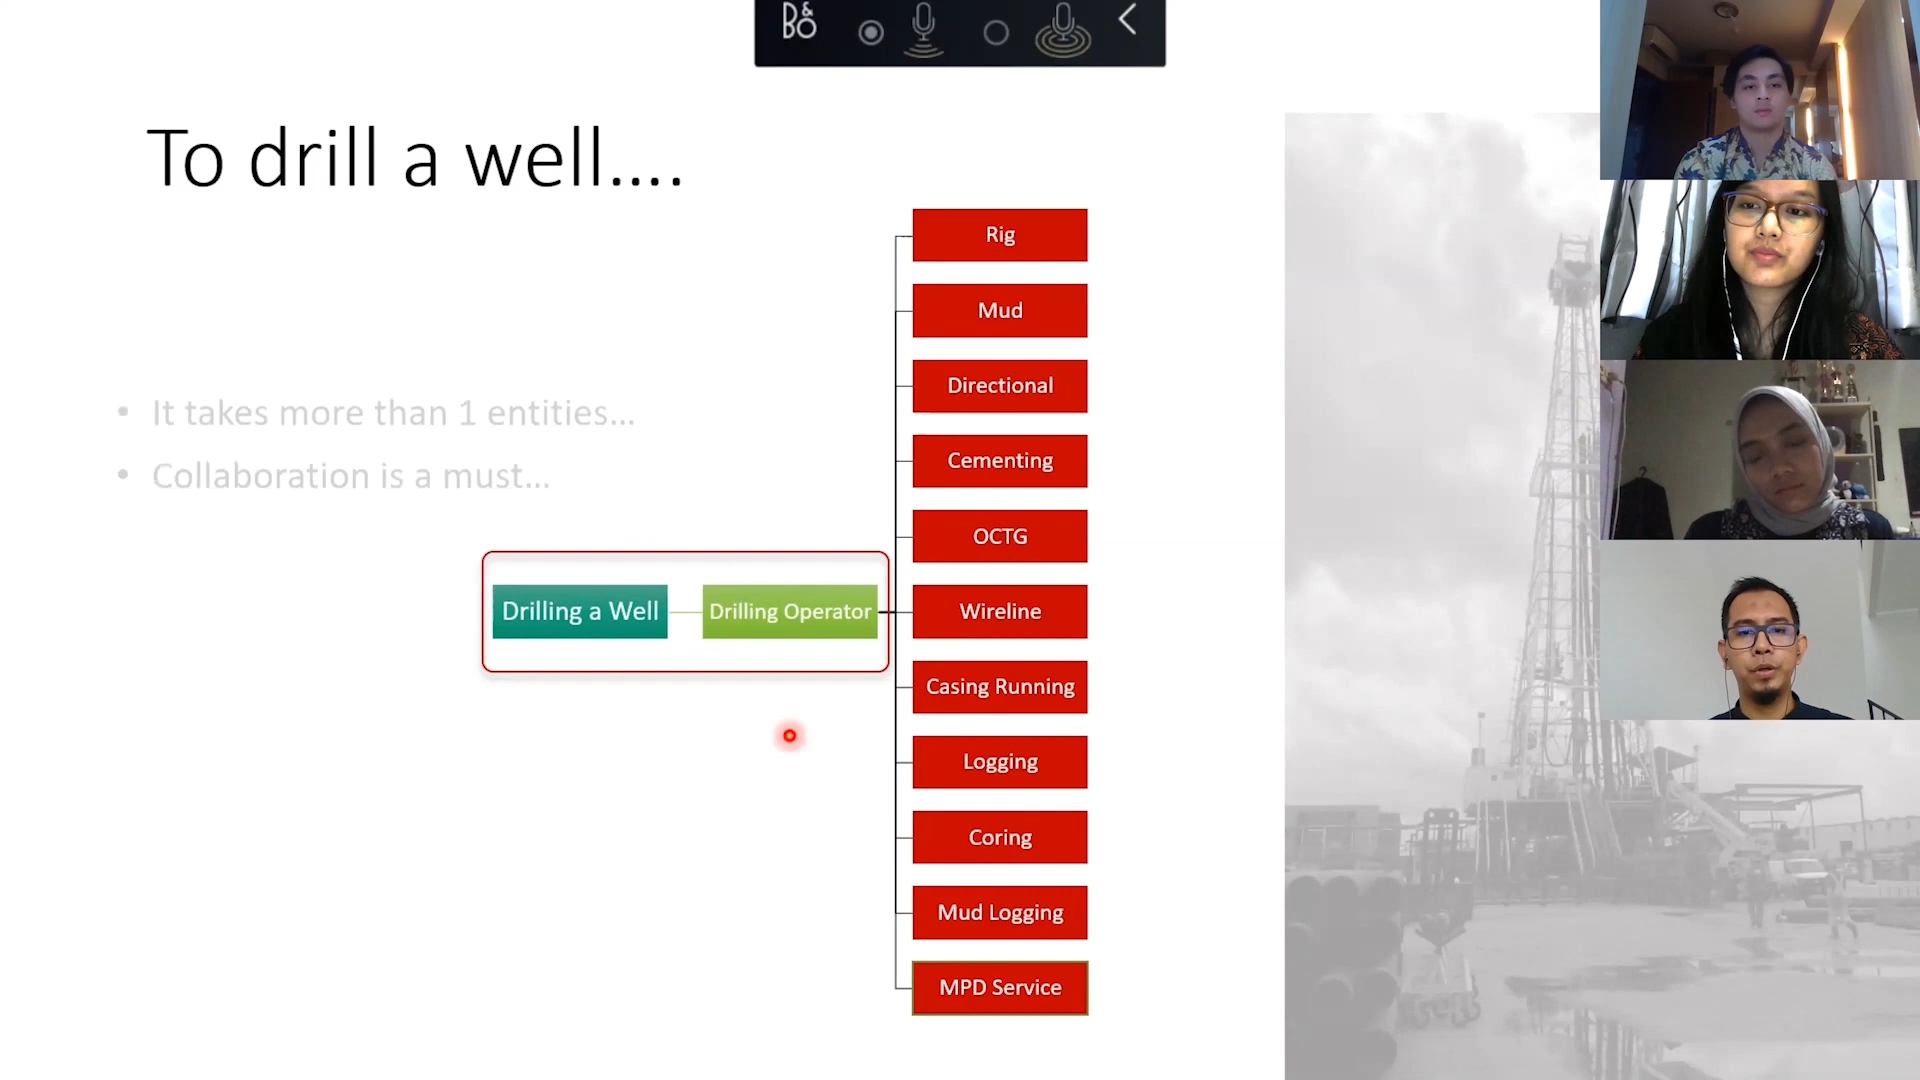 B&O
To drill a well....
• It takes more than 1 entities...
• Collaboration is a must...
Drilling a Well
Drilling Operator
Rig
Mud
Directional
Cementing
OCTG
Wireline
Casing Running
Logging
Coring
Mud Logging
MPD Service